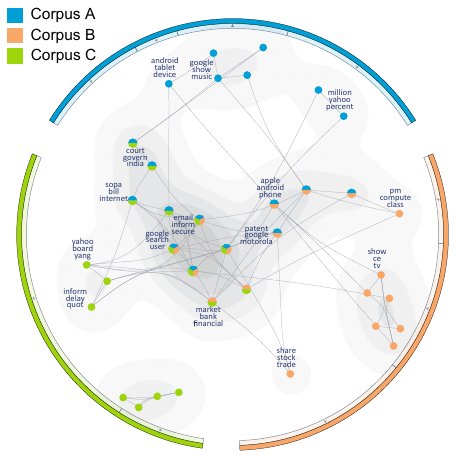 Corpus A
Corpus B
Corpus C
android
tablet
device
google
show
music
million
yahoo
percent
court
govern
india
sopa
bill
internet
apple
android
phone
pm
compute
class
email
inform
secure
google
search
user
patent
google
motorola
yahoo
board
yang
show
ce
tv
inform
delay
quot
market
bank
financial
share
stock
trade